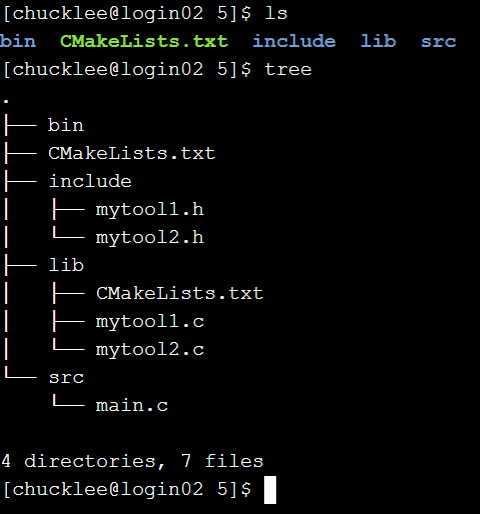 [chucklee@login02 5]$ ls
bin  CMakeLists.txt  include  lib  src
[chucklee@login02 5]$ tree
.
├── bin
├── CMakeLists.txt
├── include
│   ├── mytool1.h
│   └── mytool2.h
├── lib
│   ├── CMakeLists.txt
│   ├── mytool1.c
│   └── mytool2.c
└── src
    └── main.c

4 directories, 7 files
[chucklee@login02 5]$